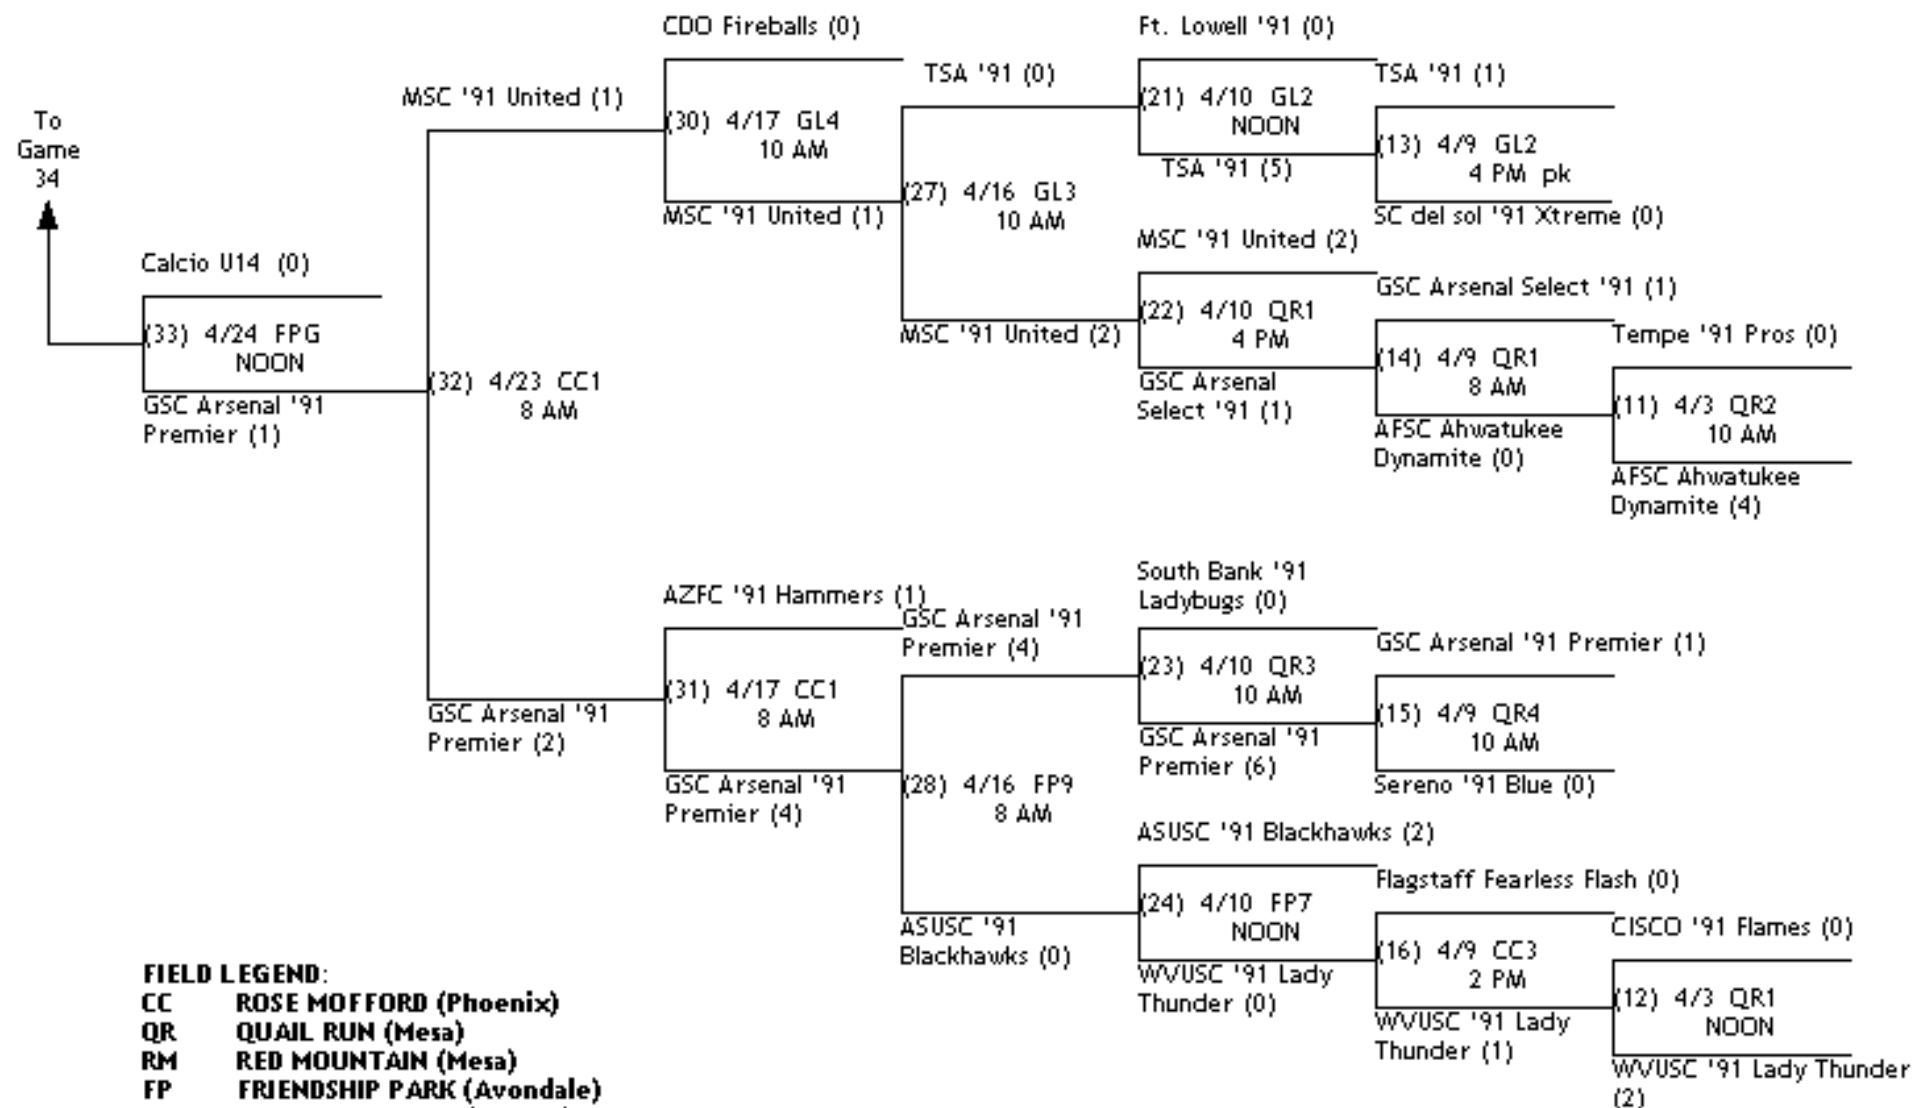 CDO Fireballs (0)
Ft. Lowell '91 (0)
TSA '91 (0)
TSA '91 (1)
MSC '91 United (1)
(30) 4/17 GL4
10 AM
(21) 4/10 GL2
NOON
To
Game
34
(13) 4/9 GL2
4 PM pk
TSA '91 (5)
(27) 4/16 GL3
10 AM
MSC '91 United (1)
SC del sol '91 Xtreme (0)
MSC '91 United (2)
Calcio U14 (0)
GSC Arsenal Select '91 (1)
(22) 4/10 QR1
4 PM
(33) 4/24 FPG
NOON
MSC '91 United (2)
Tempe '91 Pros (0)
(14) 4/9 QR1
8 AM
(32) 4/23 CC1
8 AM
GSC Arsenal
Select '91 (1)
GSC Arsenal '91
Premier (1)
(11) 4/3 QR2
10 AM
AFSC Ahwatukee
Dynamite (0)
AFSC Ahwatukee
Dynamite (4)
South Bank '91
Ladybugs (0)
AZFC '91 Hammers (1)
GSC Arsenal '91
Premier (4)
GSC Arsenal '91 Premier (1)
(23) 4/10 QR3
10 AM
(31) 4/17 CC1
8 AM
GSC Arsenal '91
Premier (2)
(15) 4/9 QR4
10 AM
GSC Arsenal '91
Premier (6)
GSC Arsenal '91
Premier (4)
(28) 4/16 FP9
8 AM
Sereno '91 Blue (0)
ASUSC '91 Blackhawks (2)
Flagstaff Fearless Flash (0)
(24) 4/10 FP7
NOON
ASUSC '91
Blackhawks (0)
CISCO '91 Flames (0)
(16) 4/9 CC3
2 PM
WVUSC '91 Lady
Thunder (0)
(12) 4/3 QR1
NOON
WVUSC '91 Lady
Thunder (1)
WVUSC '91 Lady Thunder
(2)
FIELD LEGEND:
CC ROSE MOFFORD (Phoenix)
QR QUAIL RUN (Mesa)
RM RED MOUNTAIN (Mesa)
FP FRIENDSHIP PARK (Avondale)